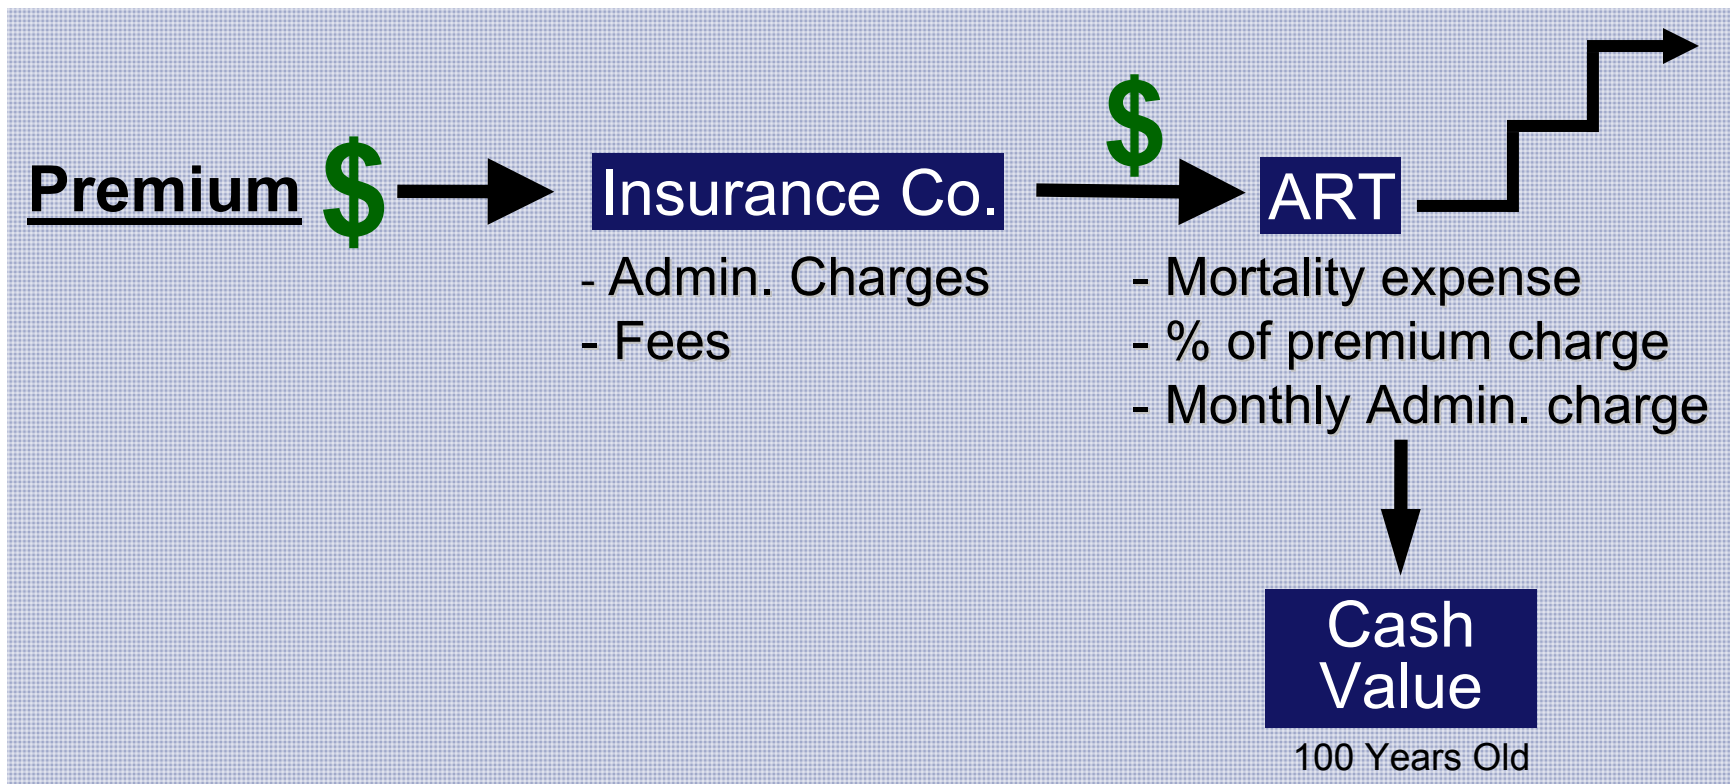 Premium $
Insurance Co.
- Admin. Charges
- Fees
$
ART
- Mortality expense
- % of premium charge
- Monthly Admin. charge
Cash
Value
100 Years Old